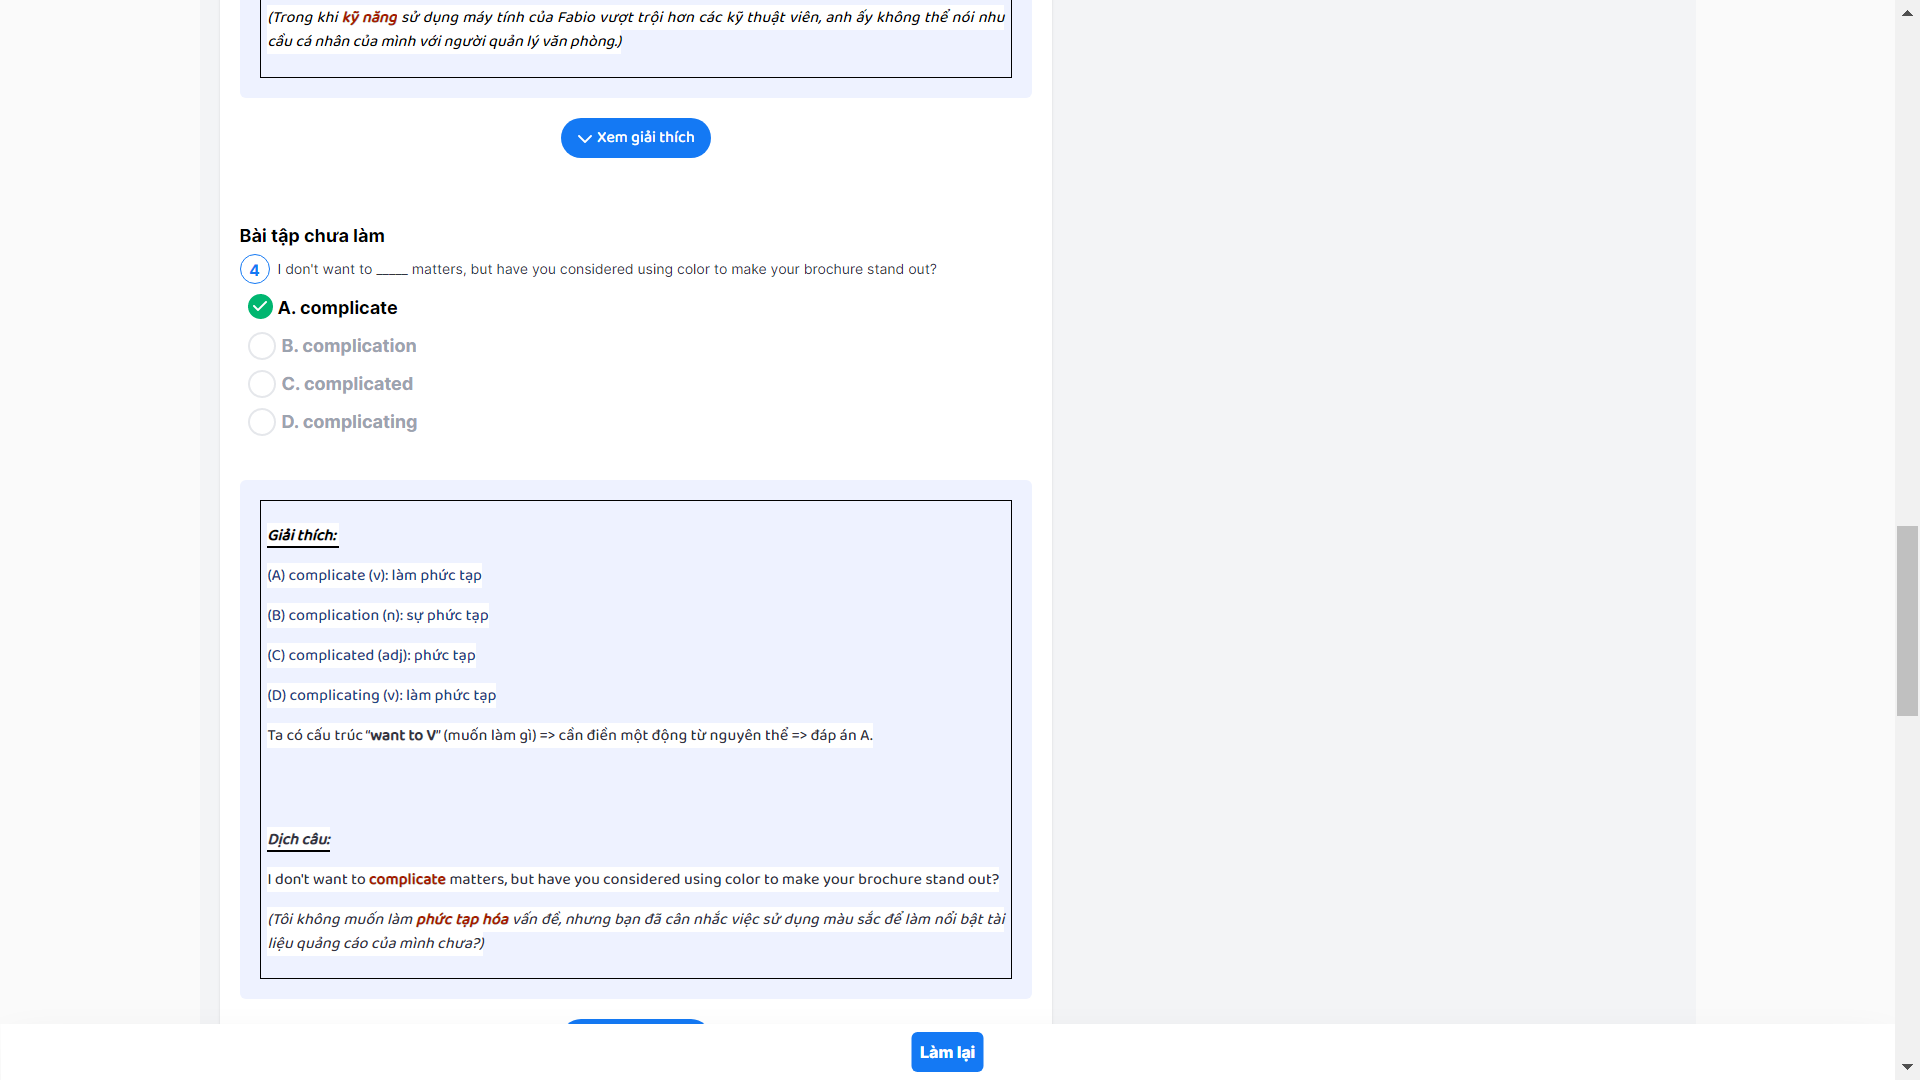 (Trong khi kỹ năng sử dụng máy tính của Fabio vượt trội hơn các kỹ thuật viên, anh ấy không thể nói nhu
cầu cá nhân của mình với người quản lý văn phòng.)
Xem giải thích
Bài tập chưa làm
4 I don't want to _____ matters, but have you considered using color to make your brochure stand out?
A. complicate
B. complication
C. complicated
D. complicating
Giải thích:
(A) complicate (v): làm phức tạp
(B) complication (n): sự phức tạp
(C) complicated (adj): phức tạp
(D) complicating (v): làm phức tạp
Ta có cấu trúc “want to V” (muốn làm gì) => cần điền một động từ nguyên thể => đáp án A.
Dịch câu:
I don't want to complicate matters, but have you considered using color to make your brochure stand out?
(Tôi không muốn làm phức tạp hóa vấn đề, nhưng bạn đã cân nhắc việc sử dụng màu sắc để làm nổi bật tài
liệu quảng cáo của mình chưa?)
Làm lại